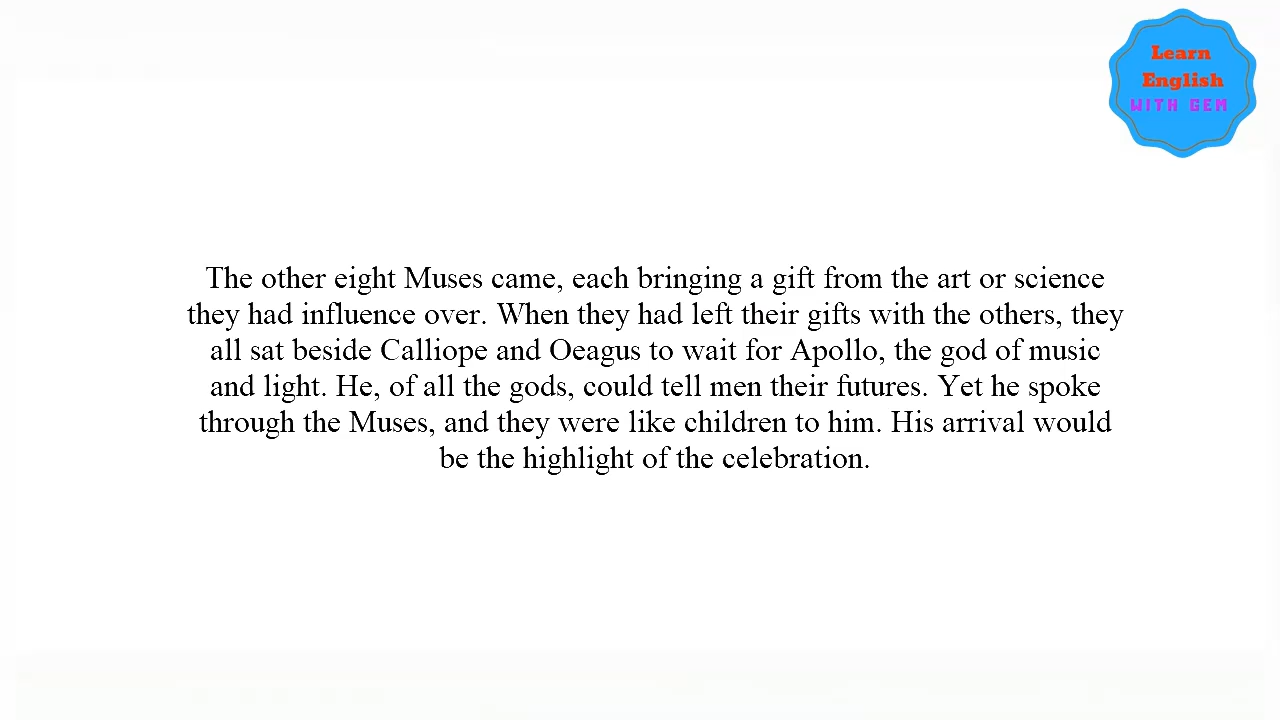 Learn
English
WITH GEM
The other eight Muses came, each bringing a gift from the art or science
they had influence over. When they had left their gifts with the others, they
all sat beside Calliope and Oeagus to wait for Apollo, the god of music
and light. He, of all the gods, could tell men their futures. Yet he spoke
through the Muses, and they were like children to him. His arrival would
be the highlight of the celebration.